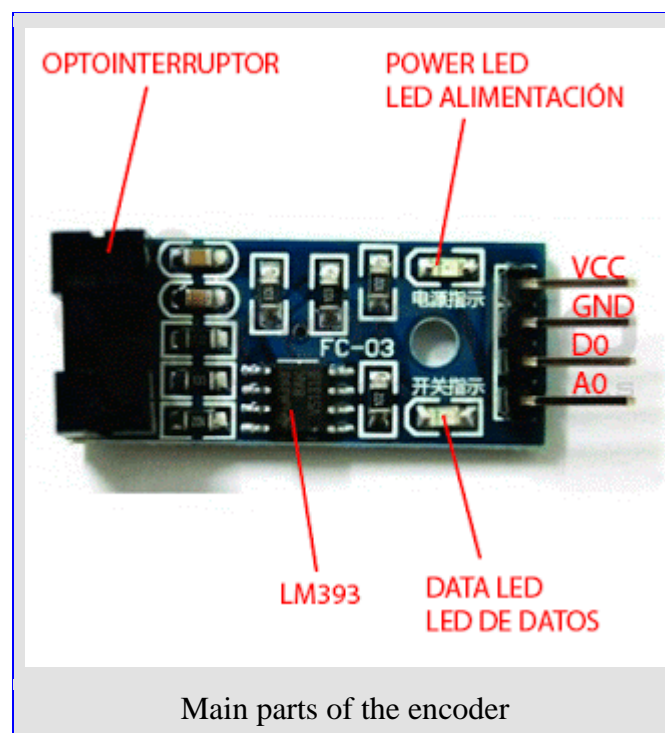 OPTOINTERRUPTOR
POWER LED
LED ALIMENTACIÓN
VCC
GND
D0
A0
电源指示
FC-03
开关指示
LM393
DATA LED
LED DE DATOS
Main parts of the encoder